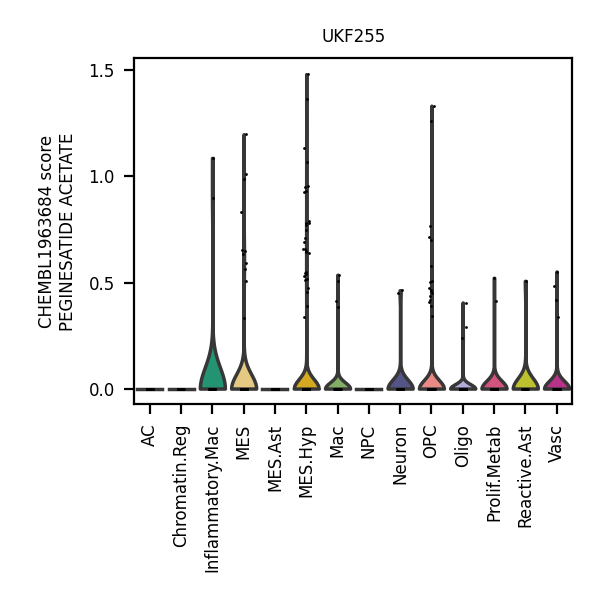 UKF255
CHEMBL1963684 score
PEGINESATIDE ACETATE
1.5
1.0
0.5
0.0
AC
Chromatin.Reg
Inflammatory.Mac
MES
MES.Ast
MES.Hyp
Mac
NPC
Neuron
OPC
Oligo
Prolif.Metab
Reactive.Ast
Vasc